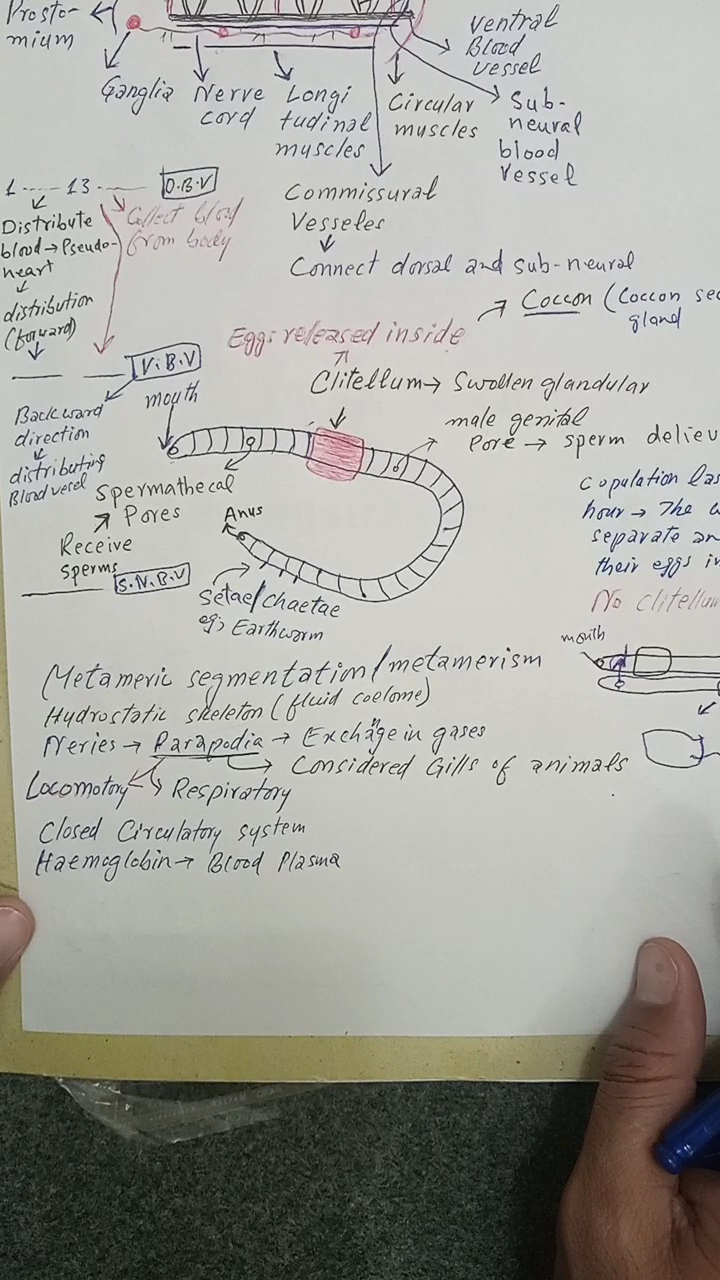 Prosto-
mium
Ganglia
Nerve
cord
Longi
tudinal
muscles
Circular
muscles
Ventral
Blood
vessel
Sub-
neural
blood
vessel
Commissural
Vesseles
Connect dorsal and sub-neural
1 ---- 13 - D.B.V
Distribute
blood → Pseudo-
heart
distribution
(forward)
Collect blood
from body
V.B.V
Backward
direction
distributing
Blood vesel
S.N.B.V
Coccon (Coccon sec
gland
Eggs released inside
Clitellum → Swollen glandular
mouth
male genital
Pore → sperm deliev
Spermathecal
Pores
Receive
sperms
Anus
Setae/chaetae
eg; Earthworm
Copulation las
hour → The w
separate an
their eggs in
No clitellum
mouth
Metameric segmentation/metamerism
Hydrostatic skeleton (fluid coelome)
Neries → Parapodia → Exchange in gases
Considered Gills of animals
Locomotory Respiratory
Closed Circulatory system
Haemoglobin → Blood Plasma